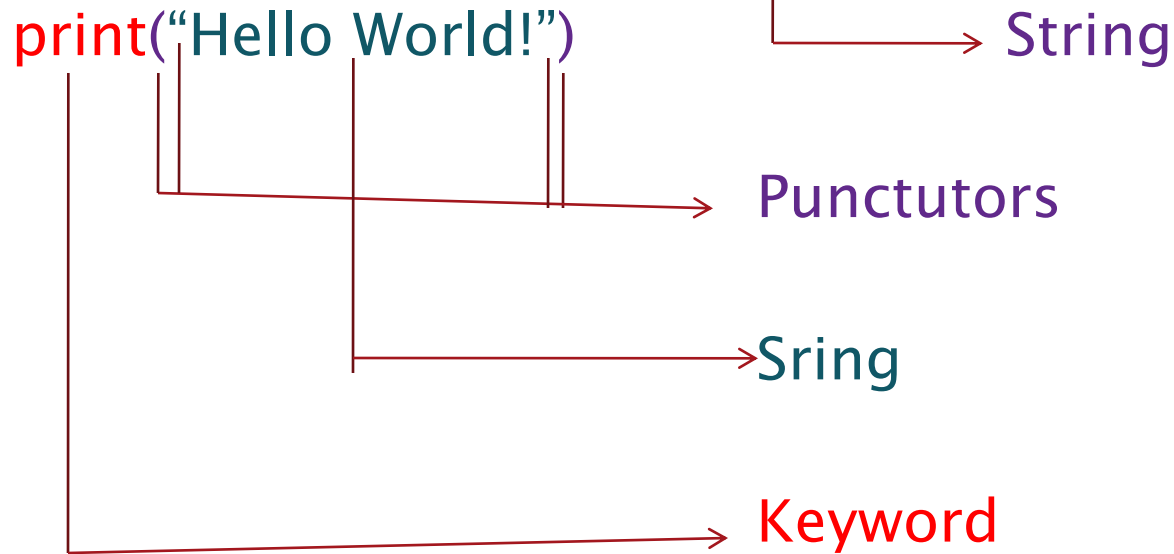 print(“Hello World!”)
String
Punctutors
Sring
Keyword